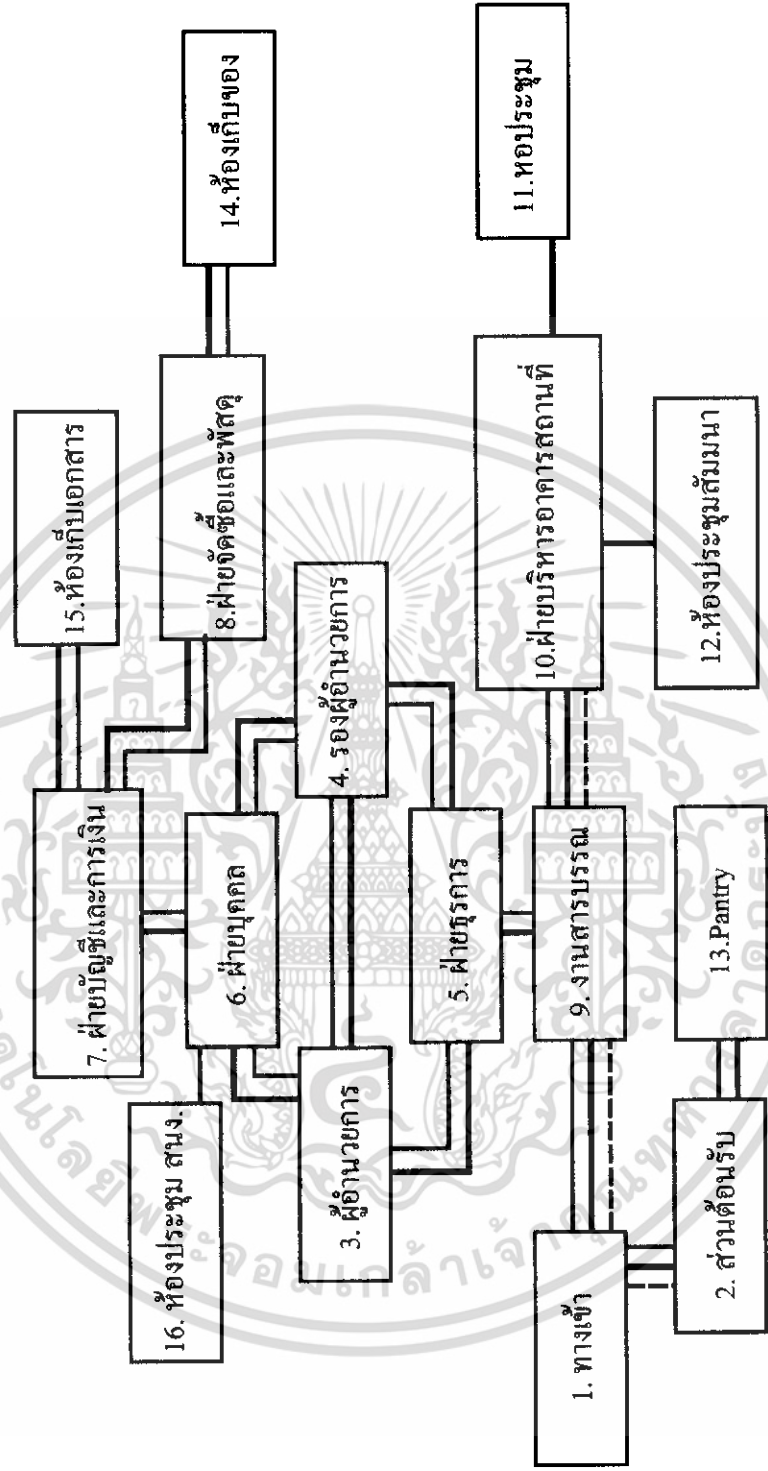 15.ห้องเก็บเอกสาร
14.ห้องเก็บของ
7. ฝ่ายบัญชีและการเงิน
8.ฝ่ายจัดซื้อและพัสดุ
16. ห้องประชุม สนง.
6. ฝ่ายบุคคล
3. ผู้อำนวยการ
4. รองผู้อำนวยการ
5. ฝ่ายธุรการ
1. ทางเข้า
9. งานสารบรรณ
10.ฝ่ายบริหารอาคารสถานที่
11.หอประชุม
2. ส่วนต้อนรับ
13.Pantry
12.ห้องประชุมสัมมนา